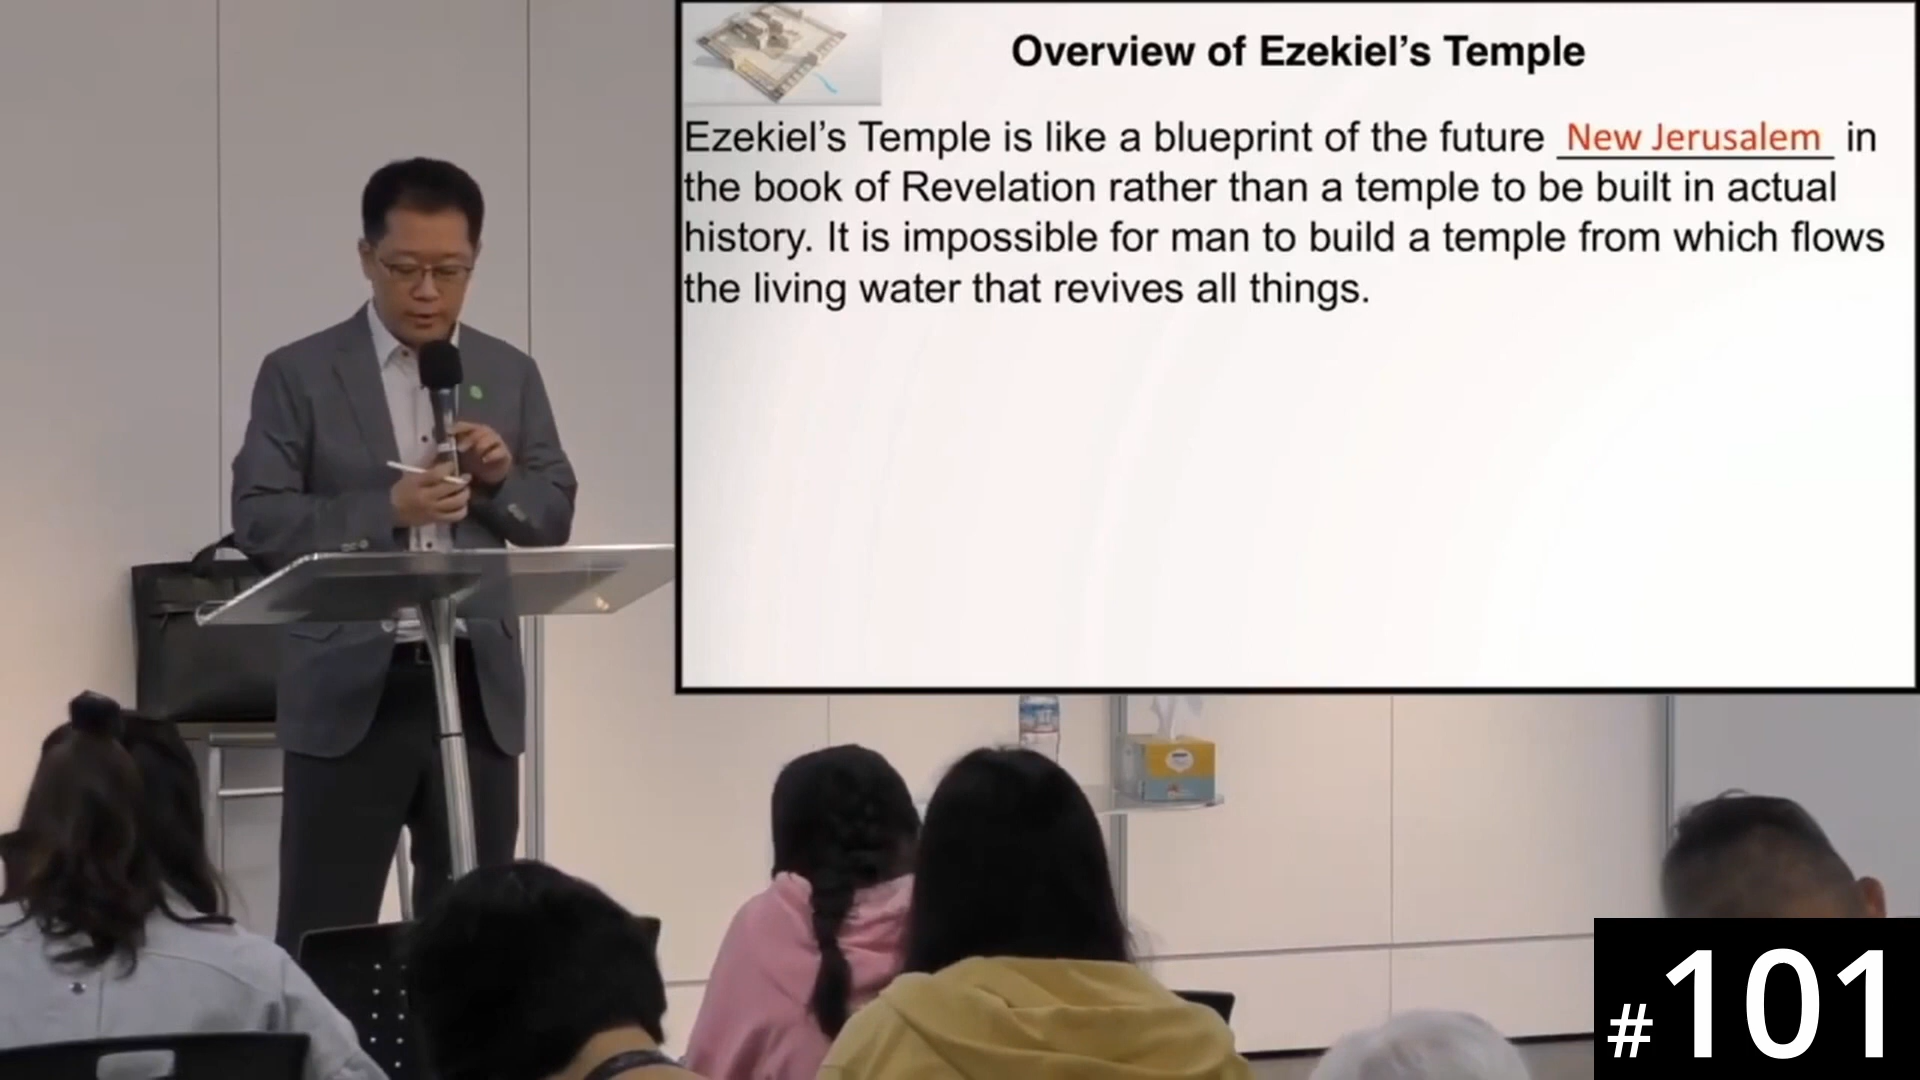 Overview of Ezekiel's Temple
Ezekiel's Temple is like a blueprint of the future New Jerusalem in
the book of Revelation rather than a temple to be built in actual
history. It is impossible for man to build a temple from which flows
the living water that revives all things.
#101